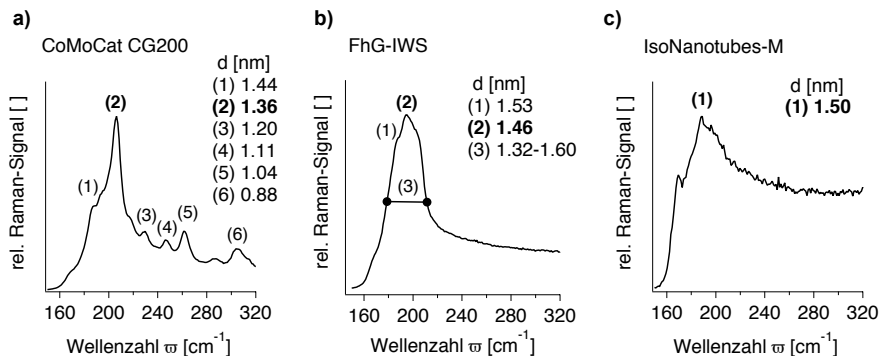 a)
CoMoCat CG200
d [nm]
(1) 1.44
(2) 1.36
(3) 1.20
(4) 1.11
(5) 1.04
(6) 0.88
(2)
(1)
(3)
(4)
(5)
(6)
rel. Raman-Signal [ ]
160
200
240
280
320
Wellenzahl ϖ [cm⁻¹]
b)
FhG-IWS
d [nm]
(1) 1.53
(2) 1.46
(3) 1.32-1.60
(2)
(1)
(3)
rel. Raman-Signal [ ]
160
200
240
280
320
Wellenzahl ϖ [cm⁻¹]
c)
IsoNanotubes-M
d [nm]
(1) 1.50
(1)
rel. Raman-Signal [ ]
160
200
240
280
320
Wellenzahl ϖ [cm⁻¹]